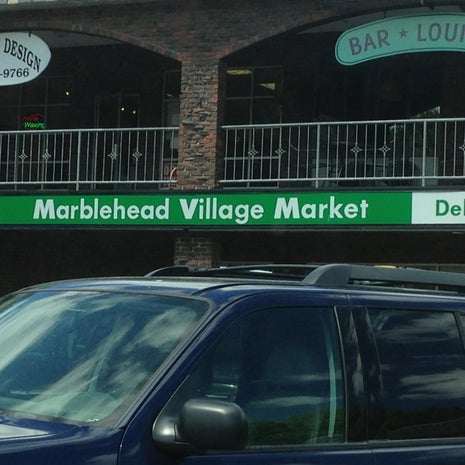 DESIGN
-9766
BAR ★ LOUN
Marblehead Village Market
Del
Waxing